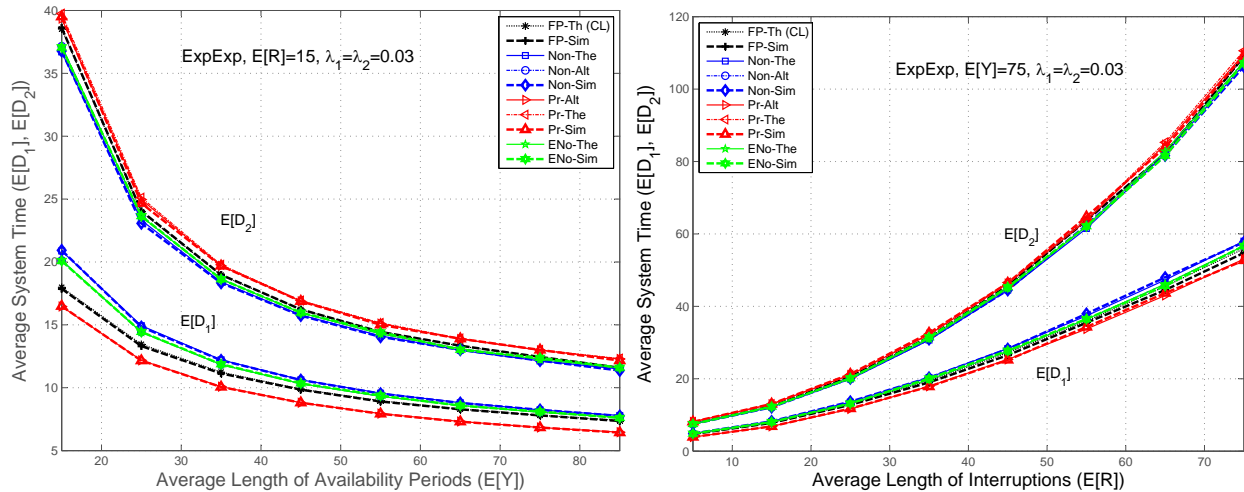 Average System Time (E[D₁], E[D₂])
40
35
30
25
20
15
10
5
20
30
40
50
60
70
80
Average Length of Availability Periods (E[Y])
ExpExp, E[R]=15, λ₁=λ₂=0.03
E[D₂]
E[D₁]
FP-Th (CL)
FP-Sim
Non-The
Non-Alt
Non-Sim
Pr-Alt
Pr-The
Pr-Sim
ENo-The
ENo-Sim
Average System Time (E[D₁], E[D₂])
120
100
80
60
40
20
0
10
20
30
40
50
60
70
Average Length of Interruptions (E[R])
FP-Th (CL)
FP-Sim
Non-The
Non-Alt
Non-Sim
Pr-Alt
Pr-The
Pr-Sim
ENo-The
ENo-Sim
ExpExp, E[Y]=75, λ₁=λ₂=0.03
E[D₂]
E[D₁]